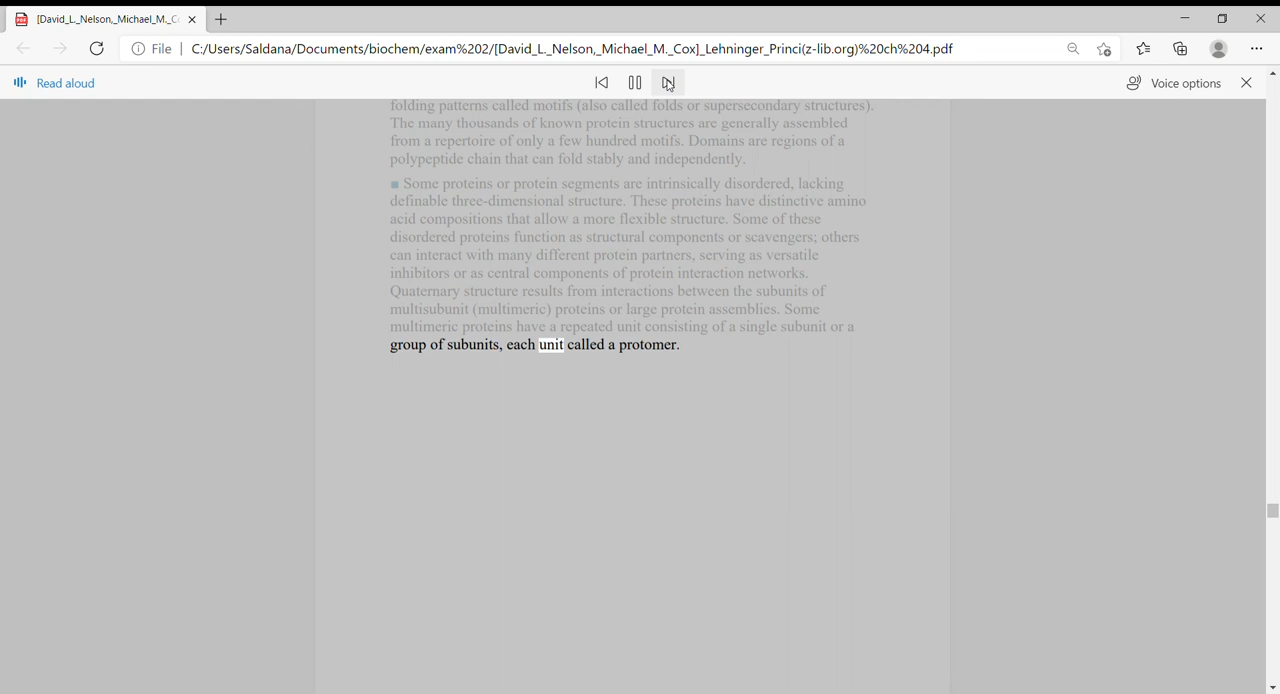 [David_L._Nelson,_Michael_M._C
File
C:/Users/Saldana/Documents/biochem/exam%202/[David_L._Nelson,_Michael_M._Cox]_Lehninger_Princi(z-lib.org)%20ch%204.pdf
Read aloud
Voice options
folding patterns called motifs (also called folds or supersecondary structures).
The many thousands of known protein structures are generally assembled
from a repertoire of only a few hundred motifs. Domains are regions of a
polypeptide chain that can fold stably and independently.
■ Some proteins or protein segments are intrinsically disordered, lacking
definable three-dimensional structure. These proteins have distinctive amino
acid compositions that allow a more flexible structure. Some of these
disordered proteins function as structural components or scavengers; others
can interact with many different protein partners, serving as versatile
inhibitors or as central components of protein interaction networks.
Quaternary structure results from interactions between the subunits of
multisubunit (multimeric) proteins or large protein assemblies. Some
multimeric proteins have a repeated unit consisting of a single subunit or a
group of subunits, each unit called a protomer.